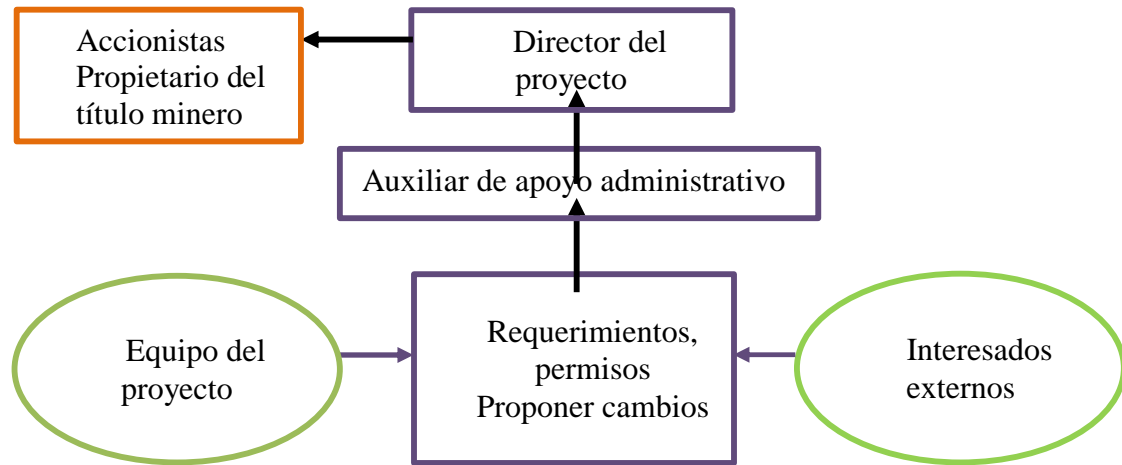 Accionistas
Propietario del
título minero
Director del
proyecto
Auxiliar de apoyo administrativo
Equipo del
proyecto
Requerimientos,
permisos
Proponer cambios
Interesados
externos